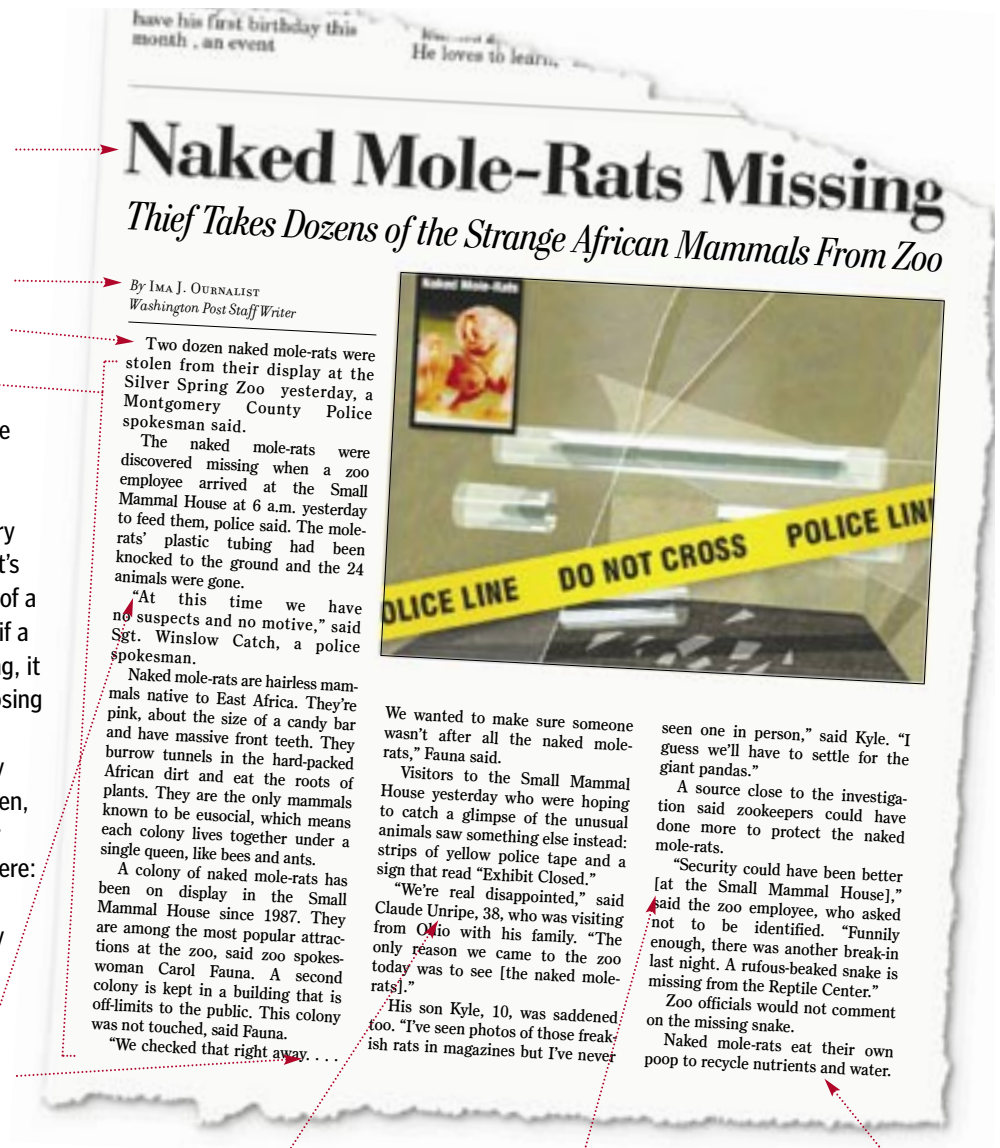 have his first birthday this
month , an event
He loves to learn,
Naked Mole-Rats Missing
Thief Takes Dozens of the Strange African Mammals From Zoo
By IMA J. OURNALIST
Washington Post Staff Writer
Two dozen naked mole-rats were
stolen from their display at the
Silver Spring Zoo yesterday, a
Montgomery County Police
spokesman said.
The naked mole-rats were
discovered missing when a zoo
employee arrived at the Small
Mammal House at 6 a.m. yesterday
to feed them, police said. The mole-
rats’ plastic tubing had been
knocked to the ground and the 24
animals were gone.
“At this time we have
no suspects and no motive,” said
Sgt. Winslow Catch, a police
spokesman.
Naked mole-rats are hairless mam-
mals native to East Africa. They’re
pink, about the size of a candy bar
and have massive front teeth. They
burrow tunnels in the hard-packed
African dirt and eat the roots of
plants. They are the only mammals
known to be eusocial, which means
each colony lives together under a
single queen, like bees and ants.
A colony of naked mole-rats has
been on display in the Small
Mammal House since 1987. They
are among the most popular attrac-
tions at the zoo, said zoo spokes-
woman Carol Fauna. A second
colony is kept in a building that is
off-limits to the public. This colony
was not touched, said Fauna.
“We checked that right away. . . .
Naked Mole-Rats
OLICE LINE DO NOT CROSS POLICE LIN
We wanted to make sure someone
wasn’t after all the naked mole-
rats,” Fauna said.
Visitors to the Small Mammal
House yesterday who were hoping
to catch a glimpse of the unusual
animals saw something else instead:
strips of yellow police tape and a
sign that read “Exhibit Closed.”
“We’re real disappointed,” said
Claude Unripe, 38, who was visiting
from Ohio with his family. “The
only reason we came to the zoo
today was to see [the naked mole-
rats].”
His son Kyle, 10, was saddened
too. “I’ve seen photos of those freak-
ish rats in magazines but I’ve never
seen one in person,” said Kyle. “I
guess we’ll have to settle for the
giant pandas.”
A source close to the investiga-
tion said zookeepers could have
done more to protect the naked
mole-rats.
“Security could have been better
[at the Small Mammal House],”
said the zoo employee, who asked
not to be identified. “Funnily
enough, there was another break-in
last night. A rufous-beaked snake is
missing from the Reptile Center.”
Zoo officials would not comment
on the missing snake.
Naked mole-rats eat their own
poop to recycle nutrients and water.
e
ry
t’s
of a
if a
g, it
osing
y
en,
ere:
y